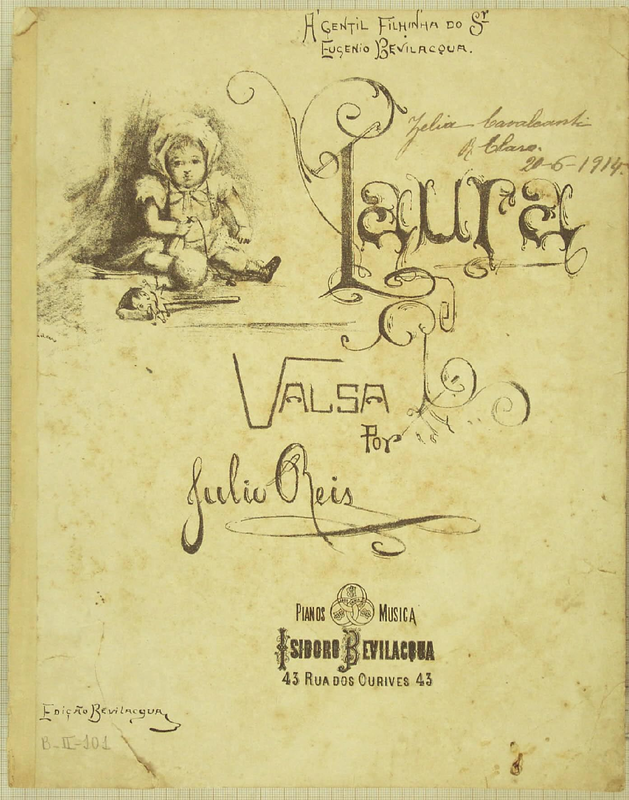 A' GENTIL FILHINHA DO Sr
EUGENIO BEVILACQUA.
Zelia Cavalcanti
R. Claro.
20-6-1914.
Laura
VALSA
Por
Julio Reis
PIANOS MUSICA
ISIDORO BEVILACQUA
43 RUA DOS OURIVES 43
EDIÇÃO BEVILACQUA
B-II-101